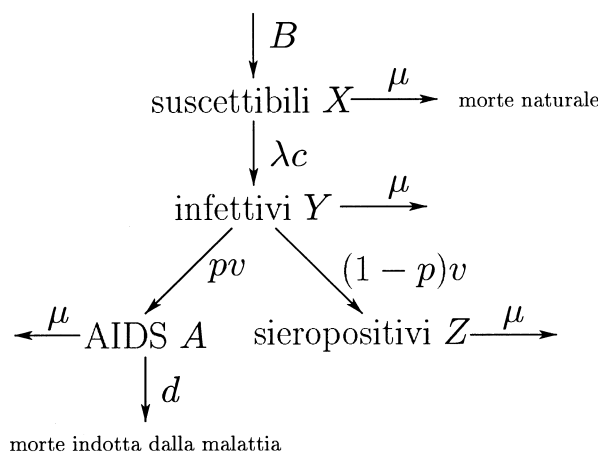 B
suscettibili X μ morte naturale
λc
infettivi Y μ
pv (1 − p)v
μ AIDS A sieropositivi Z μ
d
morte indotta dalla malattia